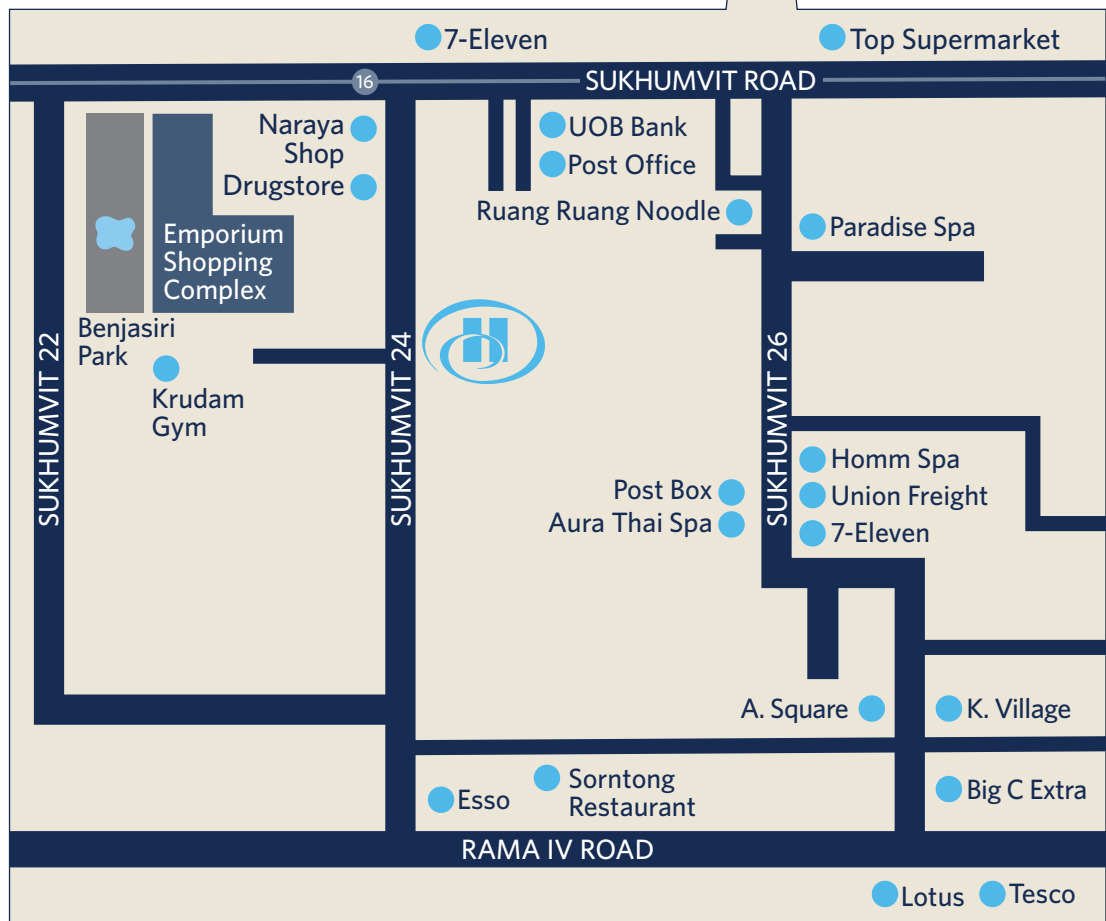 7-Eleven
Top Supermarket
16
SUKHUMVIT ROAD
Naraya
Shop
Drugstore
UOB Bank
Post Office
Ruang Ruang Noodle
Paradise Spa
Emporium
Shopping
Complex
Benjasiri
Park
Krudam
Gym
SUKHUMVIT 22
SUKHUMVIT 24
H
SUKHUMVIT 26
Homm Spa
Post Box
Union Freight
Aura Thai Spa
7-Eleven
A. Square
K. Village
Esso
Sorntong
Restaurant
Big C Extra
RAMA IV ROAD
Lotus
Tesco